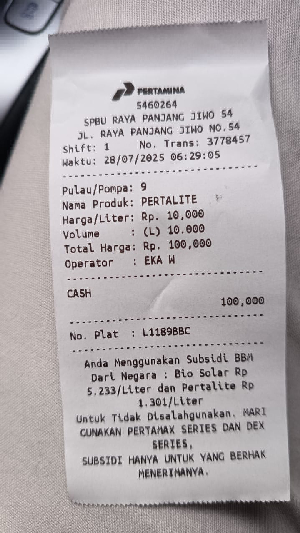 PERTAMINA
5460264
SPBU RAYA PANJANG JIWO 54
JL. RAYA PANJANG JIWO NO.54
Shift: 1 No. Trans: 3778457
Waktu: 28/07/2025 06:29:05
Pulau/Pompa: 9
Nama Produk: PERTALITE
Harga/Liter: Rp. 10,000
Volume : (L) 10.000
Total Harga: Rp. 100,000
Operator : EKA W
CASH
100,000
No. Plat : L1189BBC
Anda Menggunakan Subsidi BBM
Dari Negara : Bio Solar Rp
5.233/Liter dan Pertalite Rp
1.301/Liter
Untuk Tidak Disalahgunakan. MARI
GUNAKAN PERTAMAX SERIES DAN DEX
SERIES,
SUBSIDI HANYA UNTUK YANG BERHAK
MENERIMANYA.